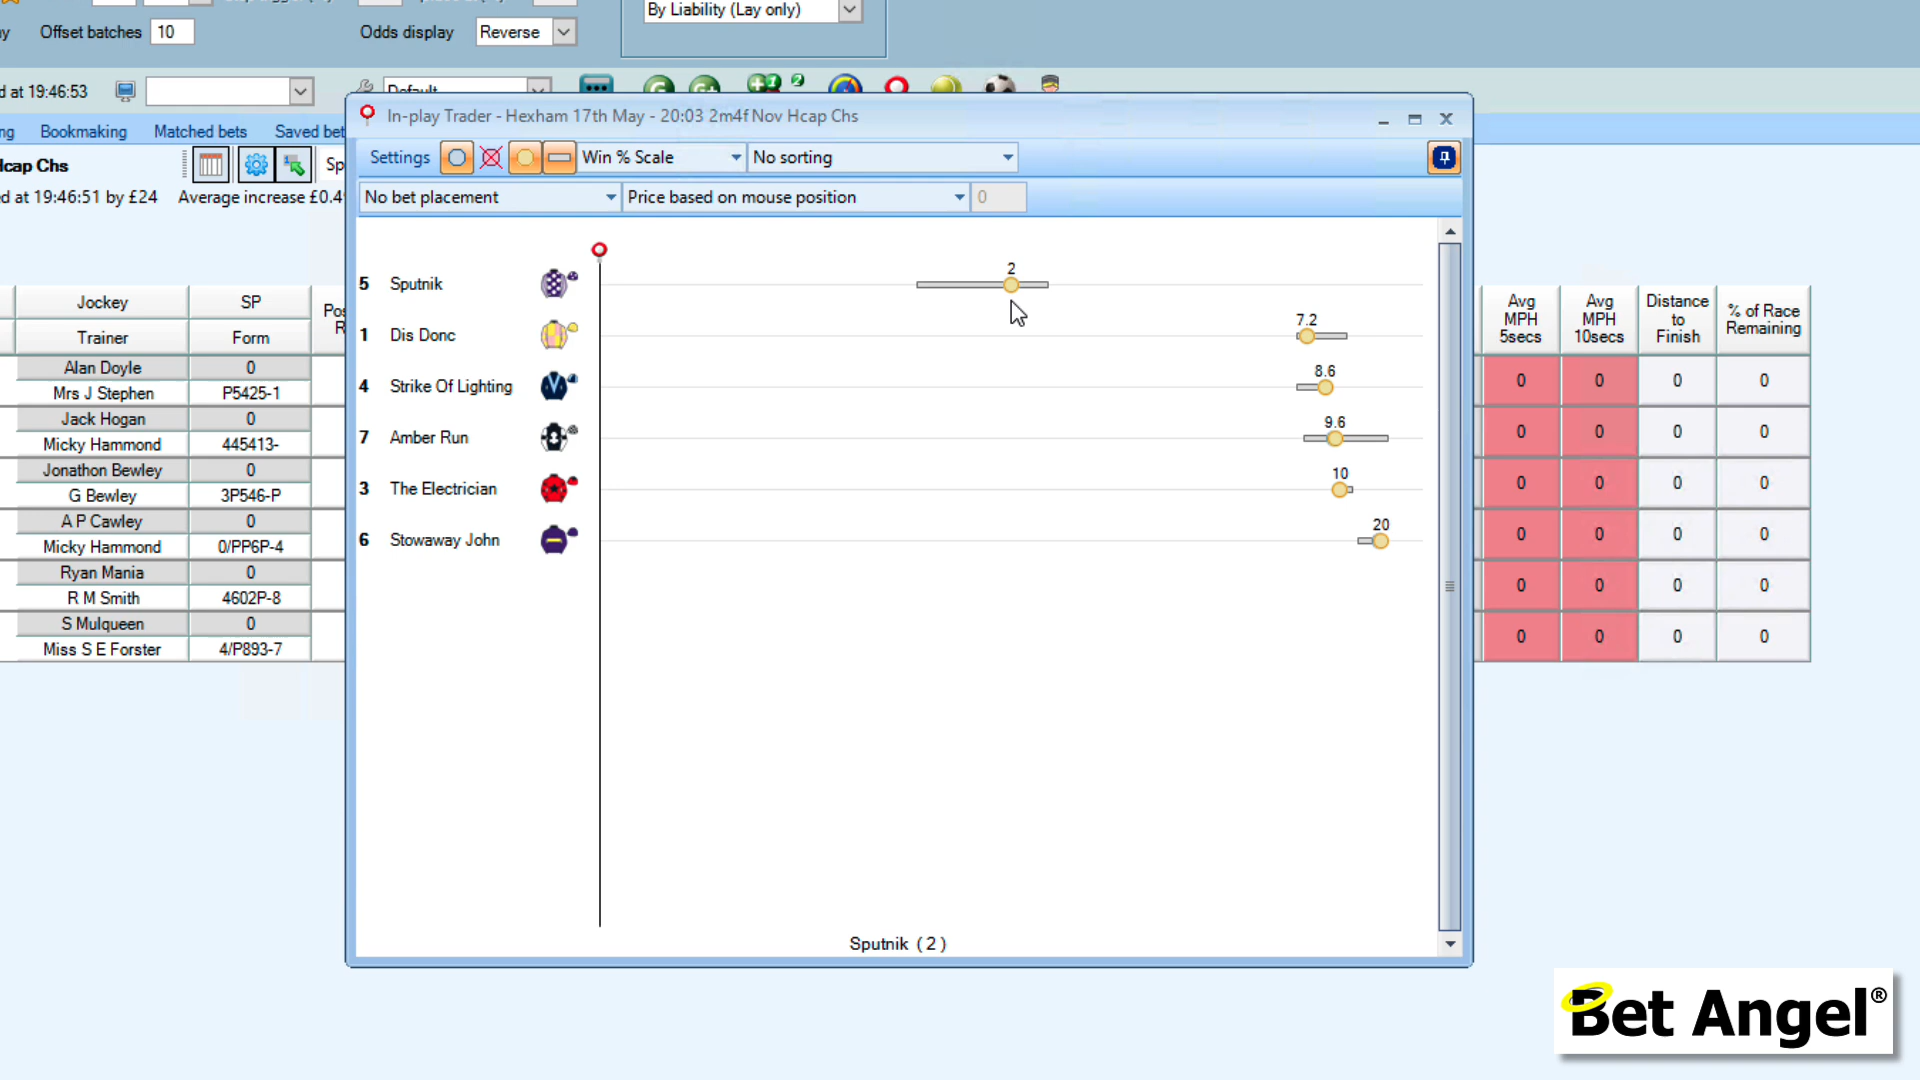 By Liability (Lay only)
Offset batches 10 Odds display Reverse
d at 19:46:53 Default
ng Bookmaking Matched bets Saved bet
In-play Trader - Hexham 17th May - 20:03 2m4f Nov Hcap Chs
Settings Win % Scale No sorting
No bet placement Price based on mouse position 0
cap Chs Sp
d at 19:46:51 by £24 Average increase £0.4
Jockey SP Pos
Trainer Form R
Alan Doyle 0
Mrs J Stephen P5425-1
Jack Hogan 0
Micky Hammond 445413-
Jonathon Bewley 0
G Bewley 3P546-P
A P Cawley 0
Micky Hammond 0/PP6P-4
Ryan Mania 0
R M Smith 4602P-8
S Mulqueen 0
Miss S E Forster 4/P893-7
5 Sputnik 2
1 Dis Donc 7.2
4 Strike Of Lighting 8.6
7 Amber Run 9.6
3 The Electrician 10
6 Stowaway John 20
Sputnik ( 2 )
Avg MPH 5secs Avg MPH 10secs Distance to Finish % of Race Remaining
0 0 0 0
0 0 0 0
0 0 0 0
0 0 0 0
0 0 0 0
0 0 0 0
Bet Angel®